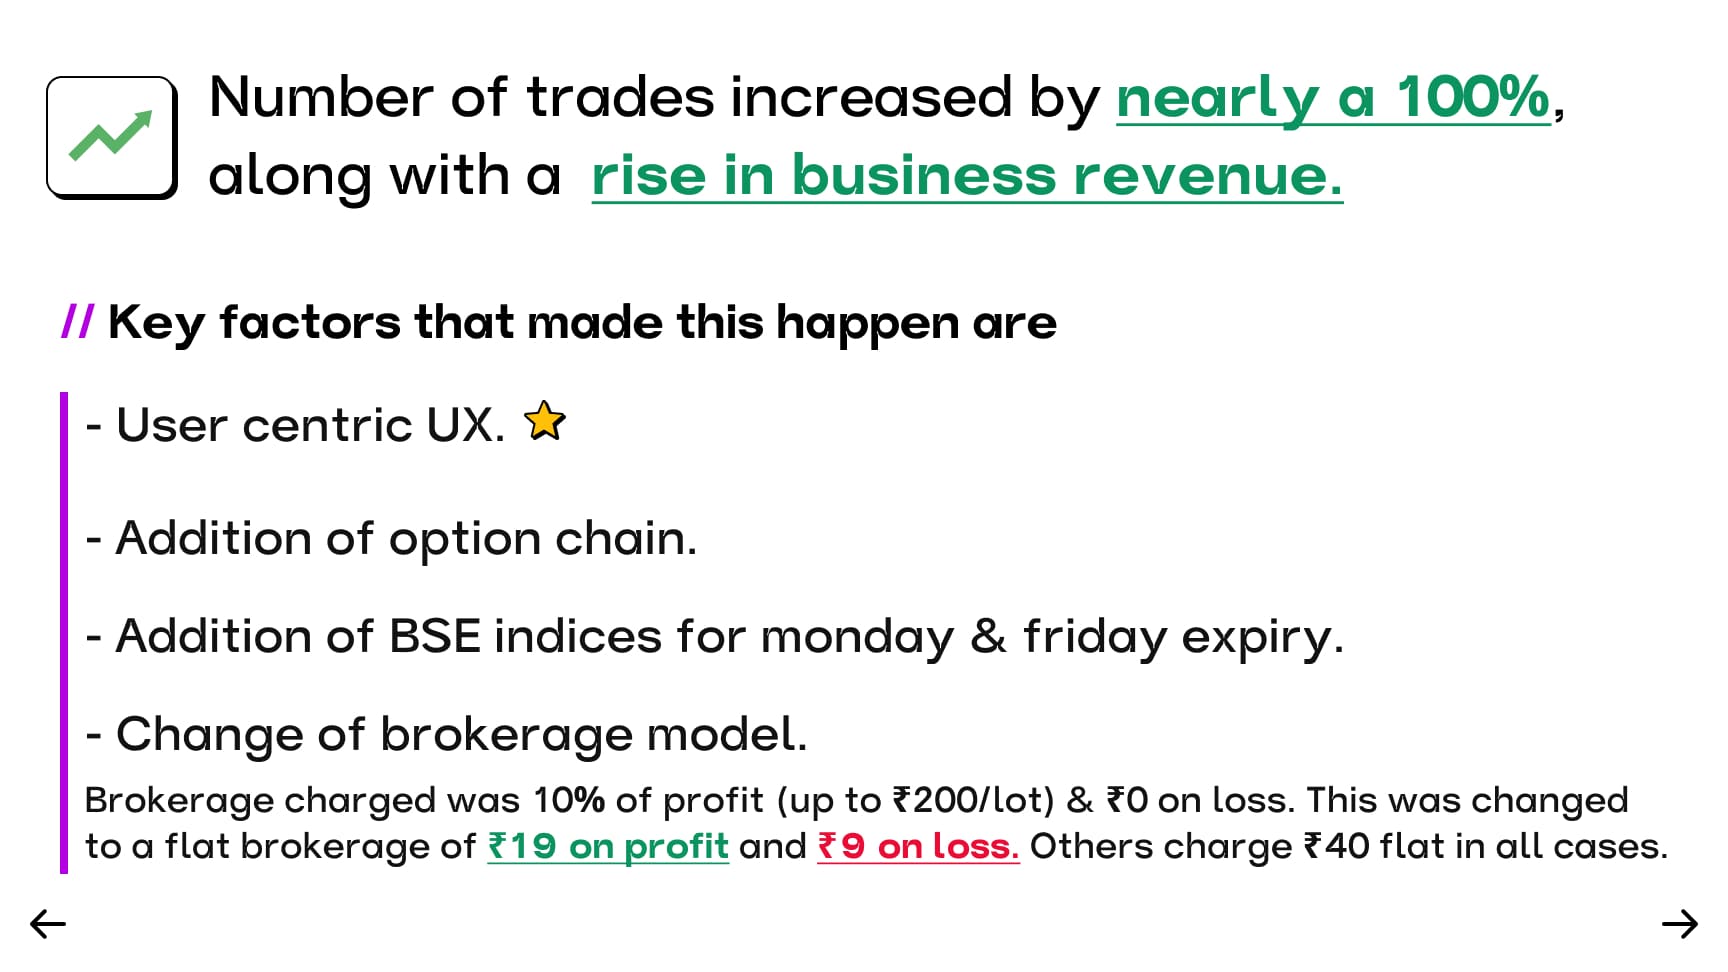 Number of trades increased by nearly a 100%,
along with a rise in business revenue.
// Key factors that made this happen are
- User centric UX.
- Addition of option chain.
- Addition of BSE indices for monday & friday expiry.
- Change of brokerage model.
Brokerage charged was 10% of profit (up to ₹200/lot) & ₹0 on loss. This was changed
to a flat brokerage of ₹19 on profit and ₹9 on loss. Others charge ₹40 flat in all cases.